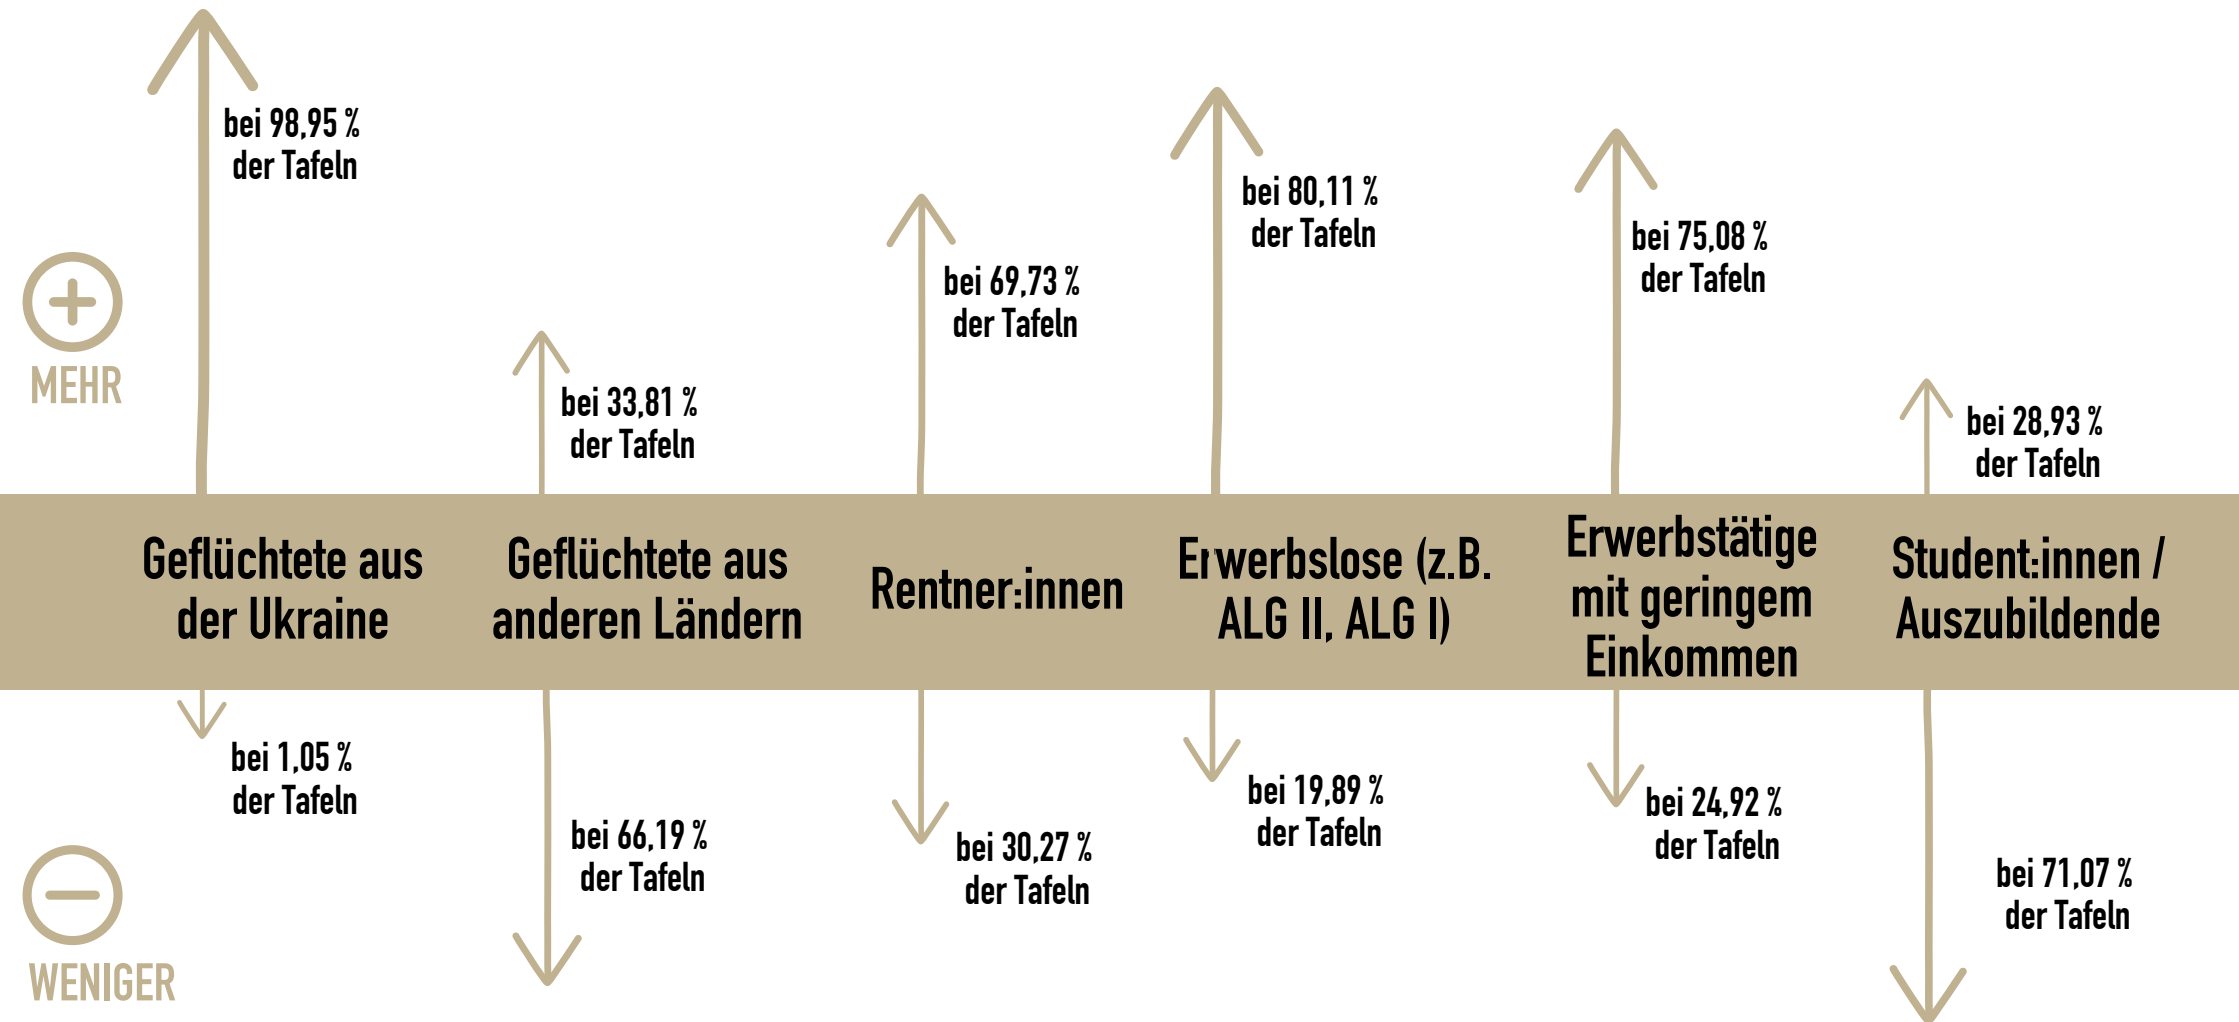 bei 98,95 %
der Tafeln
bei 33,81 %
der Tafeln
bei 69,73 %
der Tafeln
bei 80,11 %
der Tafeln
bei 75,08 %
der Tafeln
bei 28,93 %
der Tafeln
MEHR
Geflüchtete aus
der Ukraine
Geflüchtete aus
anderen Ländern
Rentner:innen
Erwerbslose (z.B.
ALG II, ALG I)
Erwerbstätige
mit geringem
Einkommen
Student:innen /
Auszubildende
bei 1,05 %
der Tafeln
bei 66,19 %
der Tafeln
bei 30,27 %
der Tafeln
bei 19,89 %
der Tafeln
bei 24,92 %
der Tafeln
bei 71,07 %
der Tafeln
WENIGER